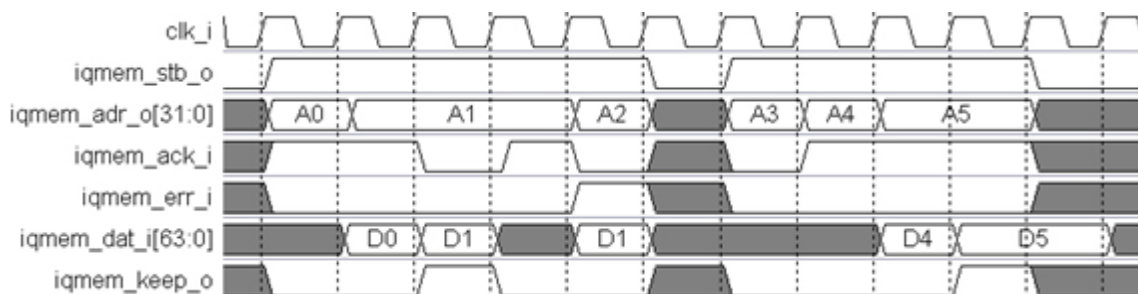 clk_i
iqmem_stb_o
iqmem_adr_o[31:0] A0 A1 A2 A3 A4 A5
iqmem_ack_i
iqmem_err_i
iqmem_dat_i[63:0] D0 D1 D1 D4 D5
iqmem_keep_o